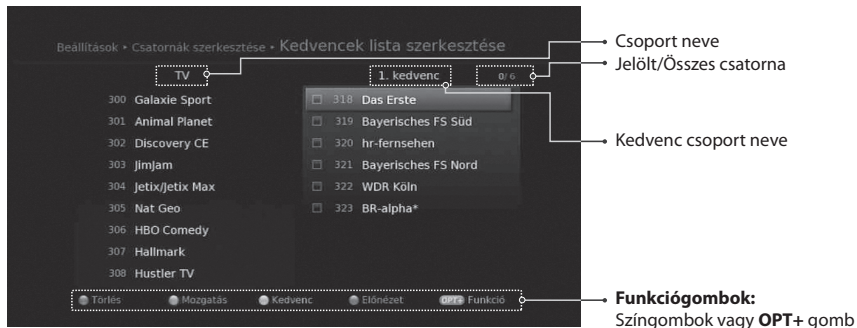 Beállítások • Csatornák szerkesztése • Kedvencek lista szerkesztése
TV
300 Galaxie Sport
301 Animal Planet
302 Discovery CE
303 JimJam
304 Jetix/Jetix Max
305 Nat Geo
306 HBO Comedy
307 Hallmark
308 Hustler TV
1. kedvenc
0/ 6
318 Das Erste
319 Bayerisches FS Süd
320 hr-fernsehen
321 Bayerisches FS Nord
322 WDR Köln
323 BR-alpha*
Törlés Mozgatás Kedvenc Előnézet OPT+ Funkció
Csoport neve
Jelölt/Összes csatorna
Kedvenc csoport neve
Funkciógombok:
Színgombok vagy OPT+ gomb